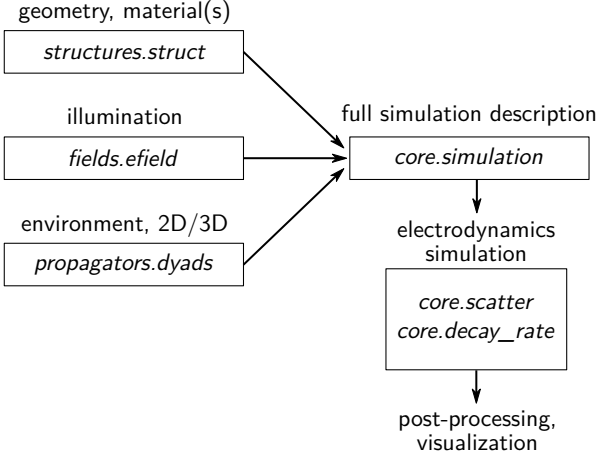 geometry, material(s)
structures.struct
illumination
fields.efield
environment, 2D/3D
propagators.dyads
full simulation description
core.simulation
electrodynamics
simulation
core.scatter
core.decay_rate
post-processing,
visualization